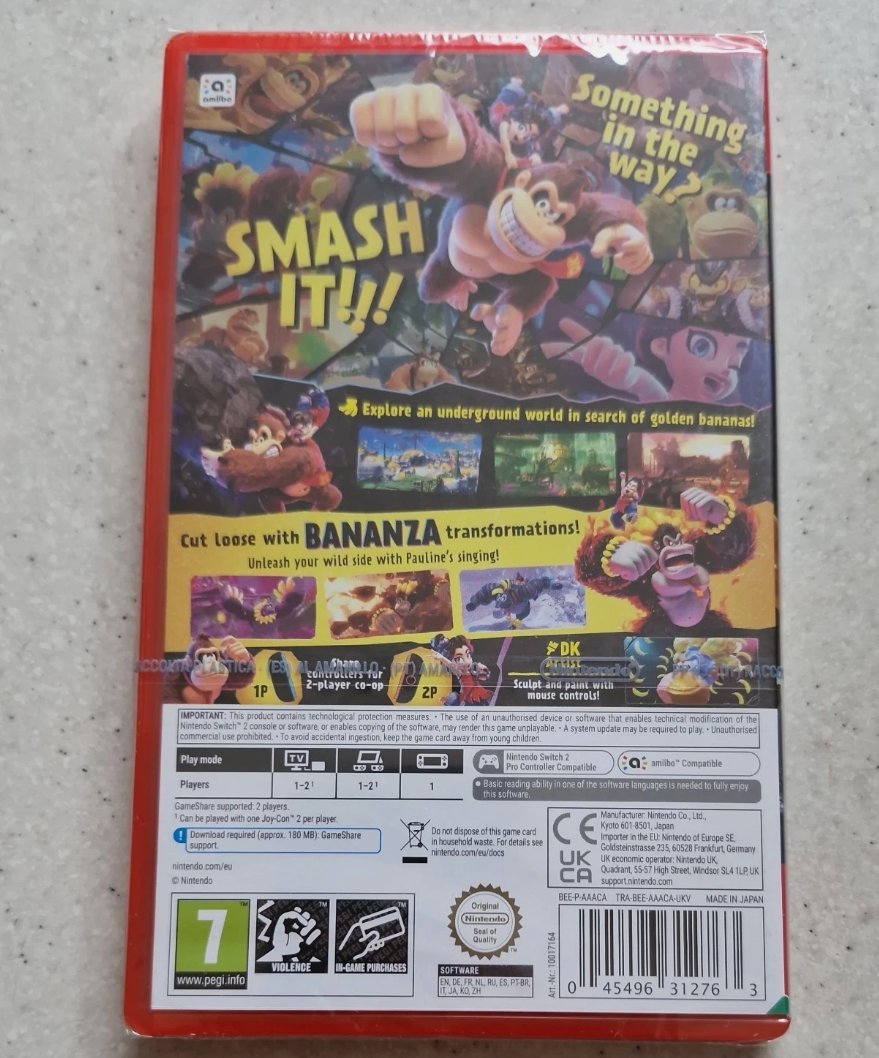 amiibo
Something
in the
way?
SMASH
IT!!!
Explore an underground world in search of golden bananas!
Cut loose with BANANZA transformations!
Unleash your wild side with Pauline's singing!
1P
Share
controllers for
2-player co-op
2P
DK
Artist
Sculpt and paint with
mouse controls!
Nintendo
IMPORTANT: This product contains technological protection measures. • The use of an unauthorised device or software that enables technical modification of the
Nintendo Switch™ 2 console or software, or enables copying of the software, may render this game unplayable. • A system update may be required to play. • Unauthorised
commercial use prohibited. • To avoid accidental ingestion, keep the game card away from young children.
Play mode
TV
Players
1-2¹
1-2¹
1
Nintendo Switch 2
Pro Controller Compatible
amiibo™ Compatible
• Basic reading ability in one of the software languages is needed to fully enjoy
this software.
GameShare supported: 2 players.
¹ Can be played with one Joy-Con™ 2 per player.
! Download required (approx. 180 MB): GameShare
support.
nintendo.com/eu
© Nintendo
Do not dispose of this game card
in household waste. For details see
nintendo.com/eu/docs
CE
UK
CA
Manufacturer: Nintendo Co., Ltd.,
Kyoto 601-8501, Japan
Importer in the EU: Nintendo of Europe SE,
Goldsteinstrasse 235, 60528 Frankfurt, Germany
UK economic operator: Nintendo UK,
Quadrant, 55-57 High Street, Windsor SL4 1LP, UK
support.nintendo.com
BEE-P-AAACA TRA-BEE-AAACA-UKV MADE IN JAPAN
7
www.pegi.info
VIOLENCE
IN-GAME PURCHASES
Original
Nintendo
Seal of
Quality
SOFTWARE
EN, DE, FR, NL, RU, ES, PT-BR,
IT, JA, KO, ZH
Art.-Nr.: 10017164
0 45496 31276 3